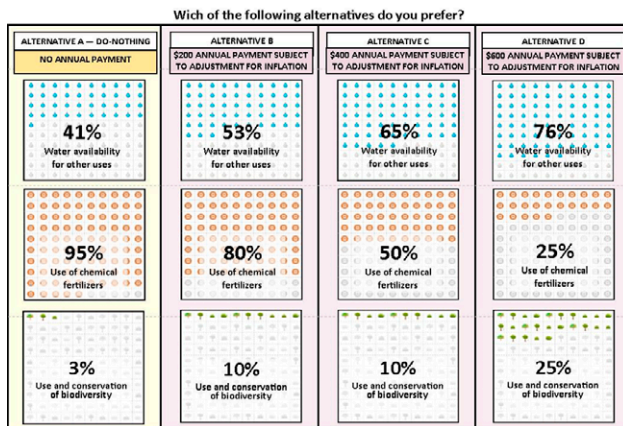 Wich of the following alternatives do you prefer?
ALTERNATIVE A — DO-NOTHING
NO ANNUAL PAYMENT
41%
Water availability
for other uses
95%
Use of chemical
fertilizers
3%
Use and conservation
of biodiversity
ALTERNATIVE B
$200 ANNUAL PAYMENT SUBJECT
TO ADJUSTMENT FOR INFLATION
53%
Water availability
for other uses
80%
Use of chemical
fertilizers
10%
Use and conservation
of biodiversity
ALTERNATIVE C
$400 ANNUAL PAYMENT SUBJECT
TO ADJUSTMENT FOR INFLATION
65%
Water availability
for other uses
50%
Use of chemical
fertilizers
10%
Use and conservation
of biodiversity
ALTERNATIVE D
$600 ANNUAL PAYMENT SUBJECT
TO ADJUSTMENT FOR INFLATION
76%
Water availability
for other uses
25%
Use of chemical
fertilizers
25%
Use and conservation
of biodiversity